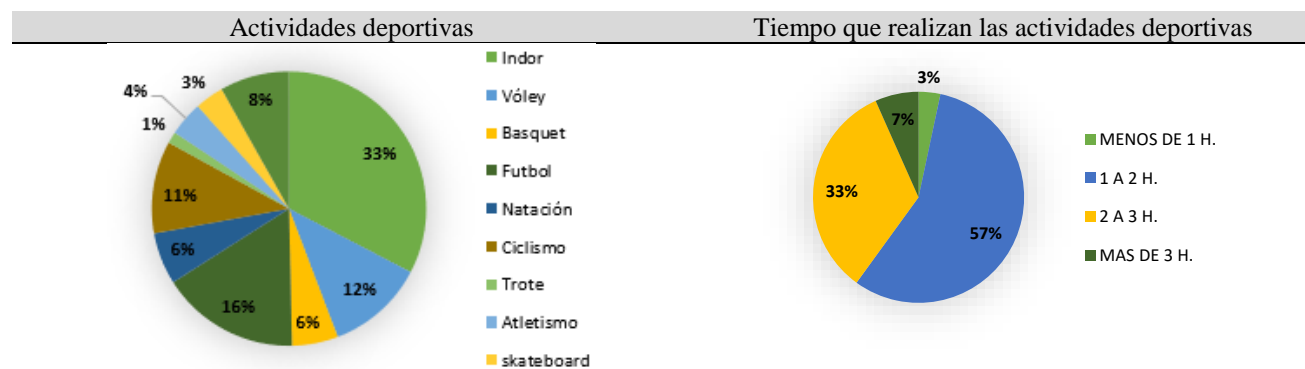 Actividades deportivas
Tiempo que realizan las actividades deportivas
3%
8%
4%
1%
33%
11%
6%
12%
16%
6%
Indor
Vóley
Basquet
Futbol
Natación
Ciclismo
Trote
Atletismo
skateboard
3%
7%
33%
57%
MENOS DE 1 H.
1 A 2 H.
2 A 3 H.
MAS DE 3 H.